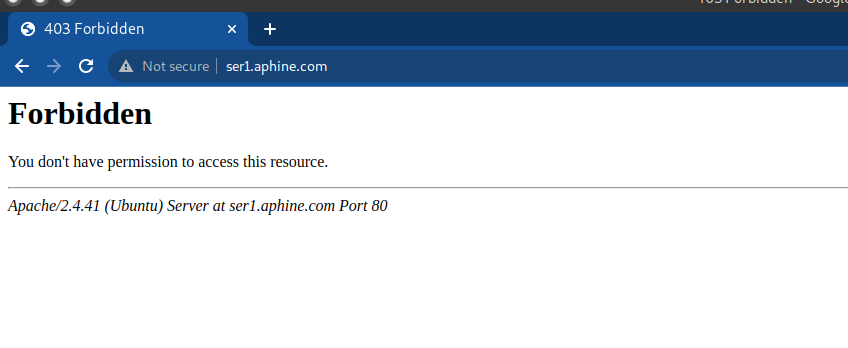 403 Forbidden - Google
403 Forbidden
Not secure ser1.aphine.com
Forbidden
You don't have permission to access this resource.
Apache/2.4.41 (Ubuntu) Server at ser1.aphine.com Port 80